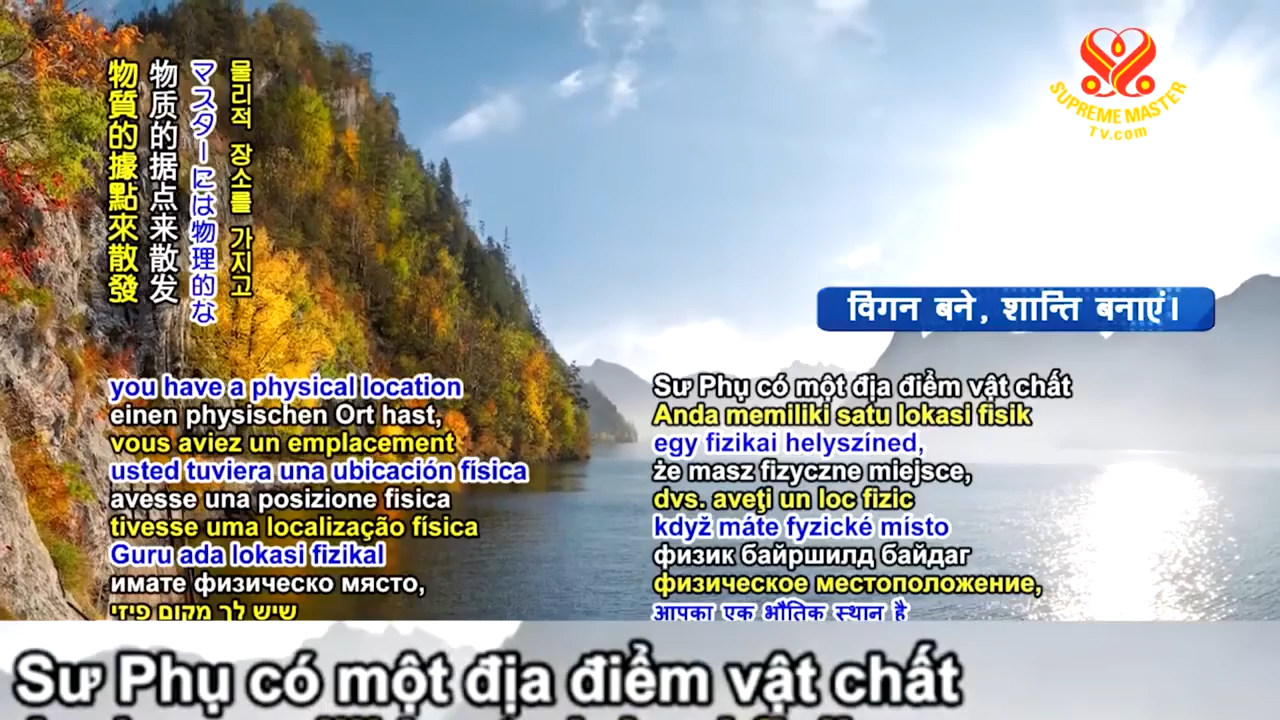 物質的據點來散發
物质的据点来散发
マスターには物理的な
물리적 장소를 가지고
SUPREME MASTER
TV.com
विगन बने, शान्ति बनाएं।
you have a physical location
einen physischen Ort hast,
vous aviez un emplacement
usted tuviera una ubicación física
avesse una posizione fisica
tivesse uma localização física
Guru ada lokasi fizikal
имате физическо място,
שיש לך מקום פיזי
Sư Phụ có một địa điểm vật chất
Anda memiliki satu lokasi fisik
egy fizikai helyszíned,
że masz fizyczne miejsce,
dvs. aveţi un loc fizic
když máte fyzické místo
физик байршилд байдаг
физическое местоположение,
आपका एक भौतिक स्थान है
Sư Phụ có một địa điểm vật chất